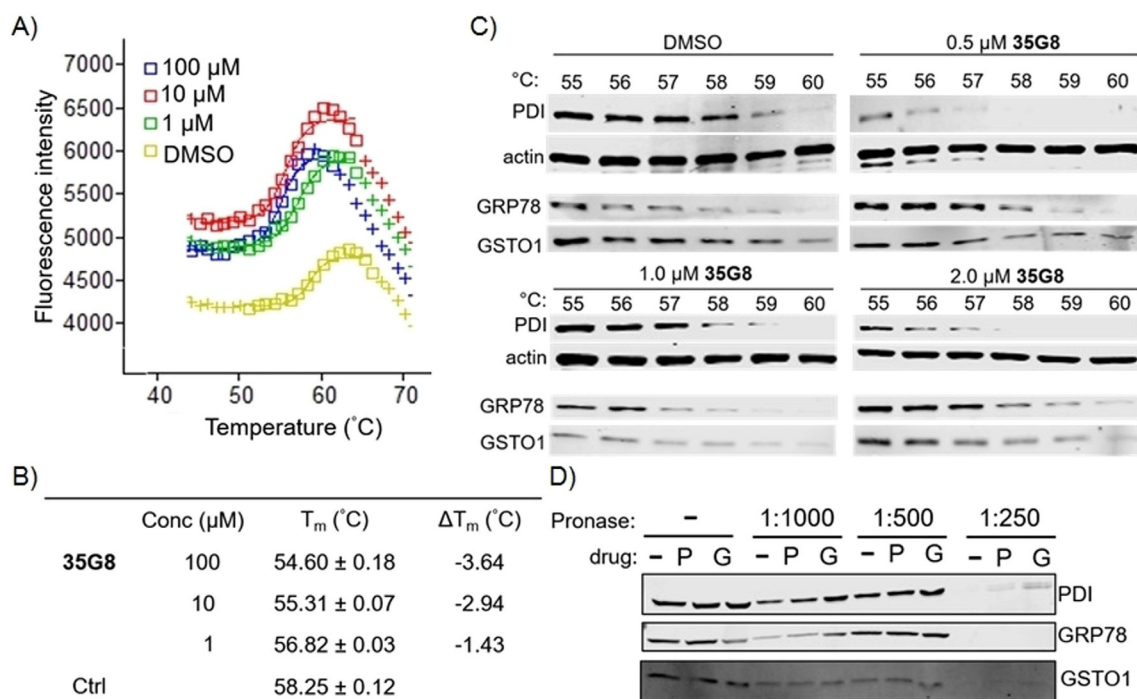 A)
Fluorescence intensity
7000
6500
6000
5500
5000
4500
4000
100 µM
10 µM
1 µM
DMSO
40 50 60 70
Temperature (˚C)
B)
Conc (µM) Tm (˚C) ΔTm (˚C)
35G8 100 54.60 ± 0.18 -3.64
10 55.31 ± 0.07 -2.94
1 56.82 ± 0.03 -1.43
Ctrl 58.25 ± 0.12
C)
DMSO 0.5 µM 35G8
°C: 55 56 57 58 59 60 55 56 57 58 59 60
PDI
actin
GRP78
GSTO1
1.0 µM 35G8 2.0 µM 35G8
°C: 55 56 57 58 59 60 55 56 57 58 59 60
PDI
actin
GRP78
GSTO1
D)
Pronase: – 1:1000 1:500 1:250
drug: – P G – P G – P G – P G
PDI
GRP78
GSTO1